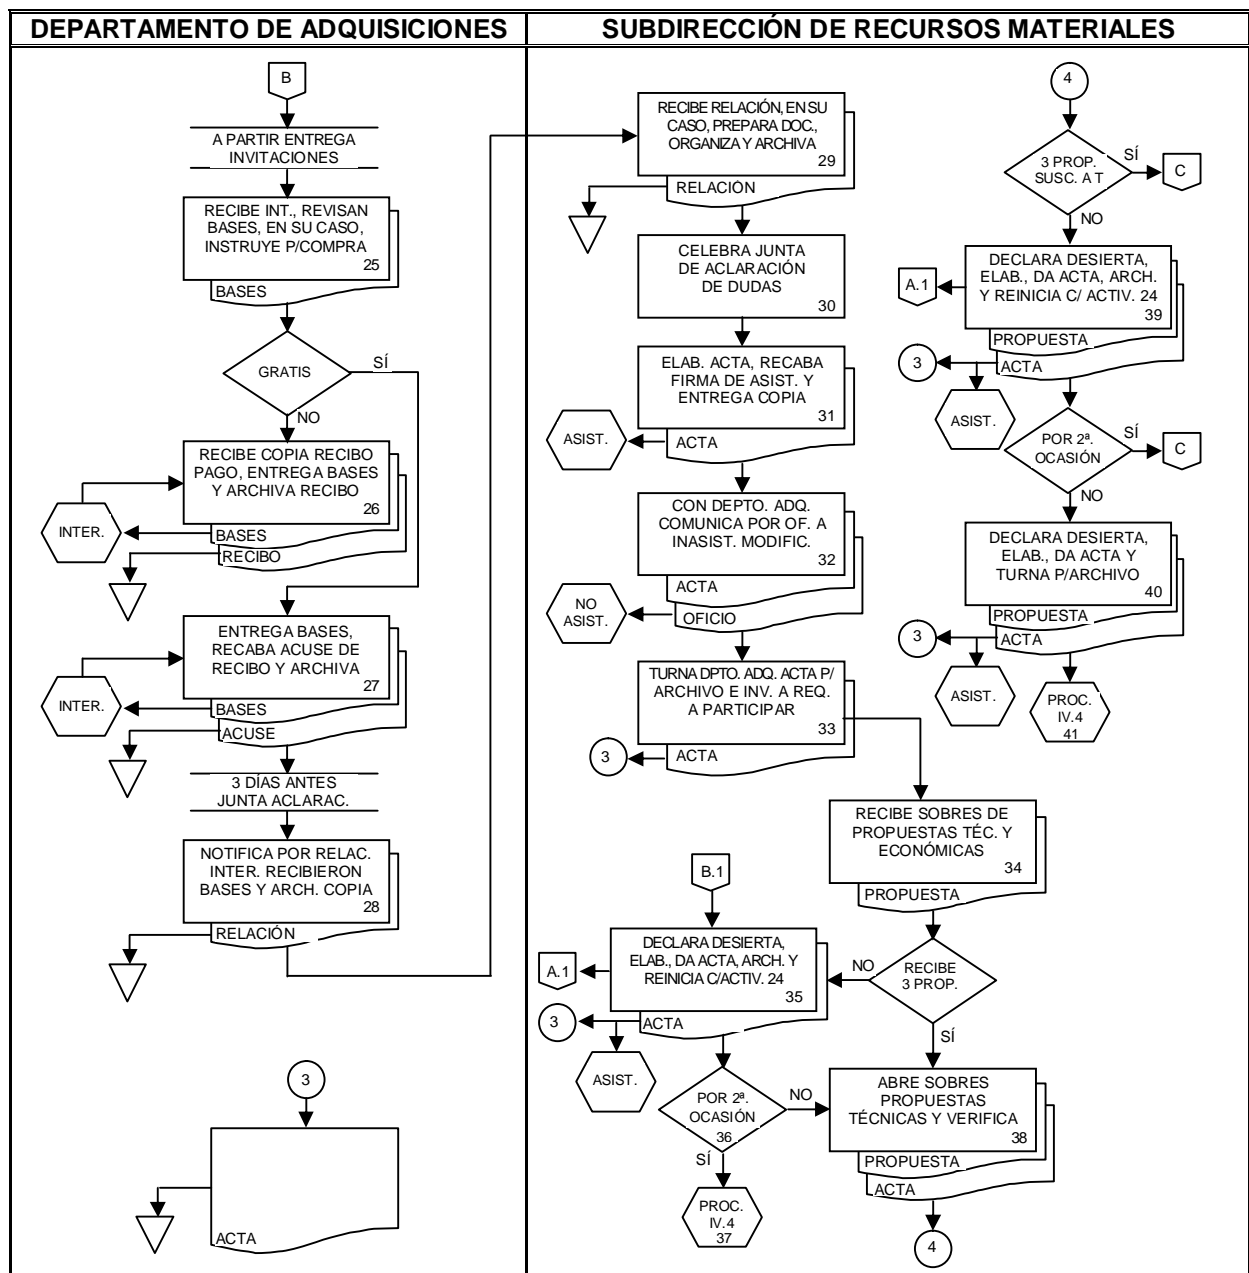 DEPARTAMENTO DE ADQUISICIONES
SUBDIRECCIÓN DE RECURSOS MATERIALES
B
A PARTIR ENTREGA
INVITACIONES
RECIBE INT., REVISAN
BASES, EN SU CASO,
INSTRUYE P/COMPRA
25
BASES
GRATIS
SÍ
NO
RECIBE COPIA RECIBO
PAGO, ENTREGA BASES
Y ARCHIVA RECIBO
26
INTER.
BASES
RECIBO
ENTREGA BASES,
RECABA ACUSE DE
RECIBO Y ARCHIVA
27
INTER.
BASES
ACUSE
3 DÍAS ANTES
JUNTA ACLARAC.
NOTIFICA POR RELAC.
INTER. RECIBIERON
BASES Y ARCH. COPIA
28
RELACIÓN
3
ACTA
RECIBE RELACIÓN, EN SU
CASO, PREPARA DOC.,
ORGANIZA Y ARCHIVA
29
RELACIÓN
CELEBRA JUNTA
DE ACLARACIÓN
DE DUDAS
30
ELAB. ACTA, RECABA
FIRMA DE ASIST. Y
ENTREGA COPIA
31
ASIST.
ACTA
CON DEPTO. ADQ.
COMUNICA POR OF. A
INASIST. MODIFIC.
32
ACTA
NO
ASIST.
OFICIO
TURNA DPTO. ADQ. ACTA P/
ARCHIVO E INV. A REQ.
A PARTICIPAR
33
3
ACTA
RECIBE SOBRES DE
PROPUESTAS TÉC. Y
ECONÓMICAS
34
PROPUESTA
RECIBE
3 PROP.
NO
SÍ
B.1
DECLARA DESIERTA,
ELAB., DA ACTA, ARCH. Y
REINICIA C/ACTIV. 24
35
A.1
3
ACTA
ASIST.
POR 2ª.
OCASIÓN
36
NO
SÍ
PROC.
IV.4
37
ABRE SOBRES
PROPUESTAS
TÉCNICAS Y VERIFICA
38
PROPUESTA
ACTA
4
4
3 PROP.
SUSC. A T
SÍ
C
NO
DECLARA DESIERTA,
ELAB., DA ACTA, ARCH.
Y REINICIA C/ ACTIV. 24
39
A.1
PROPUESTA
3
ACTA
ASIST.
POR 2ª.
OCASIÓN
SÍ
C
NO
DECLARA DESIERTA,
ELAB., DA ACTA Y
TURNA P/ARCHIVO
40
PROPUESTA
3
ACTA
ASIST.
PROC.
IV.4
41